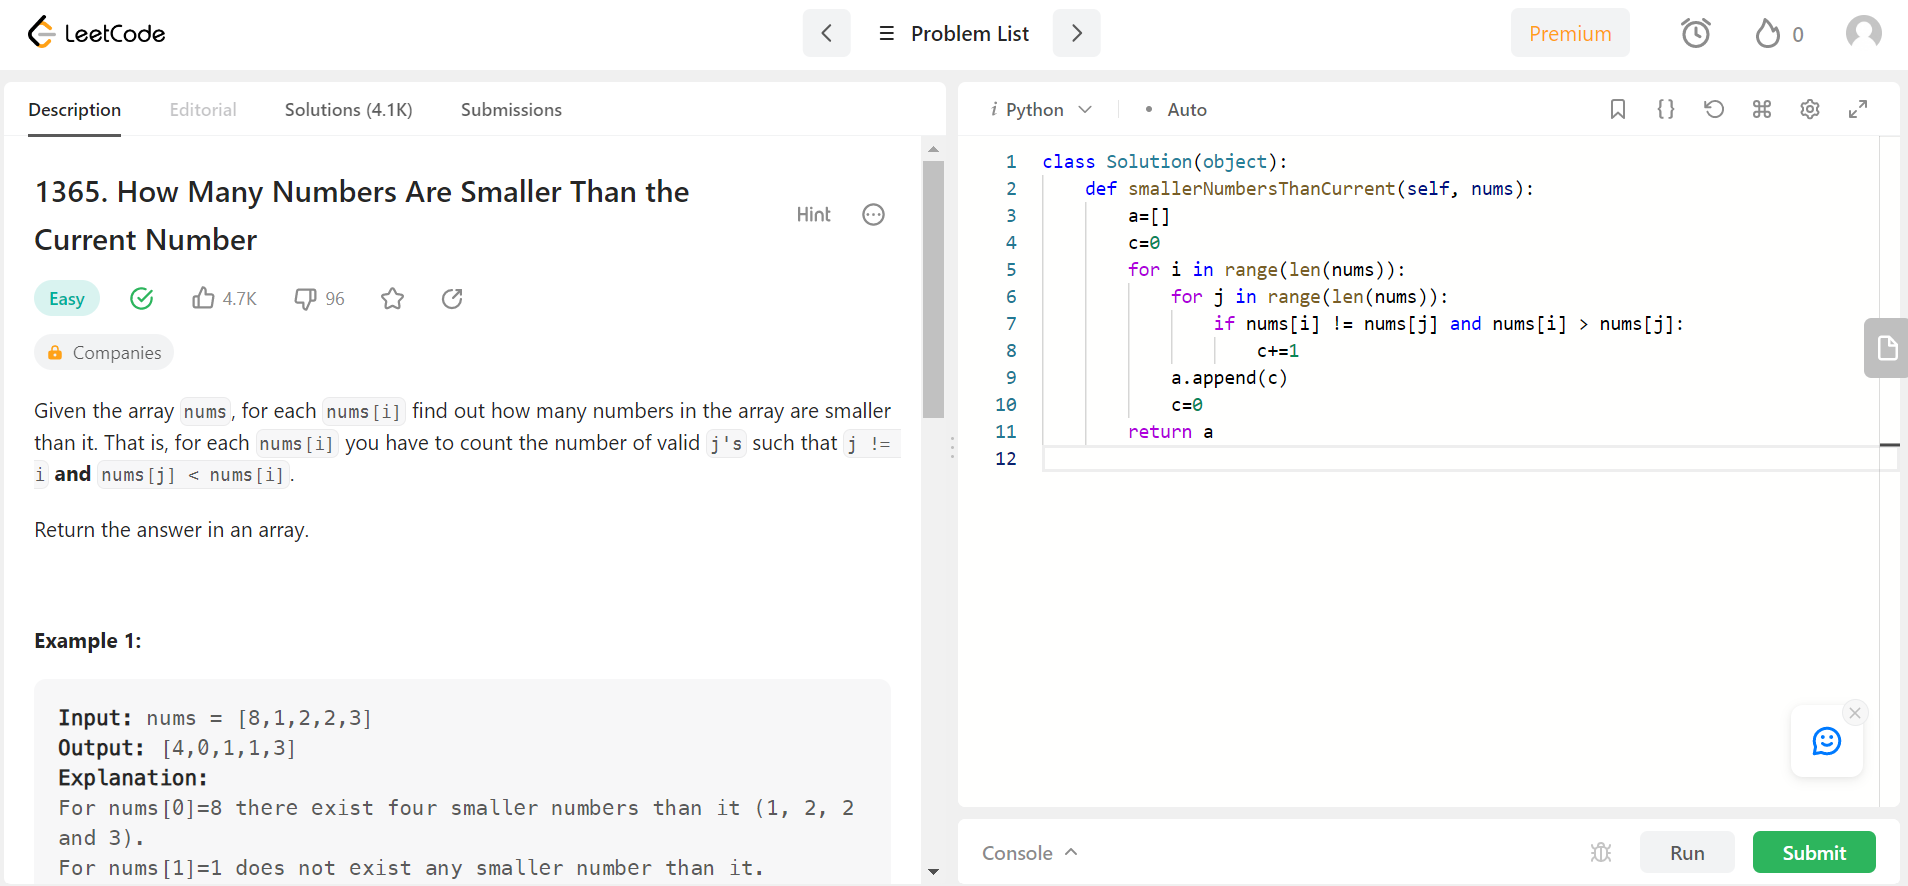 LeetCode
Problem List
Premium
0
Description
Editorial
Solutions (4.1K)
Submissions
1365. How Many Numbers Are Smaller Than the
Current Number
Hint
Easy
4.7K
96
Companies
Given the array nums, for each nums[i] find out how many numbers in the array are smaller
than it. That is, for each nums[i] you have to count the number of valid j's such that j !=
i and nums[j] < nums[i].
Return the answer in an array.
Example 1:
Input: nums = [8,1,2,2,3]
Output: [4,0,1,1,3]
Explanation:
For nums[0]=8 there exist four smaller numbers than it (1, 2, 2
and 3).
For nums[1]=1 does not exist any smaller number than it.
i Python
• Auto
{}
1 class Solution(object):
2 def smallerNumbersThanCurrent(self, nums):
3 a=[]
4 c=0
5 for i in range(len(nums)):
6 for j in range(len(nums)):
7 if nums[i] != nums[j] and nums[i] > nums[j]:
8 c+=1
9 a.append(c)
10 c=0
11 return a
12
Console
Run
Submit